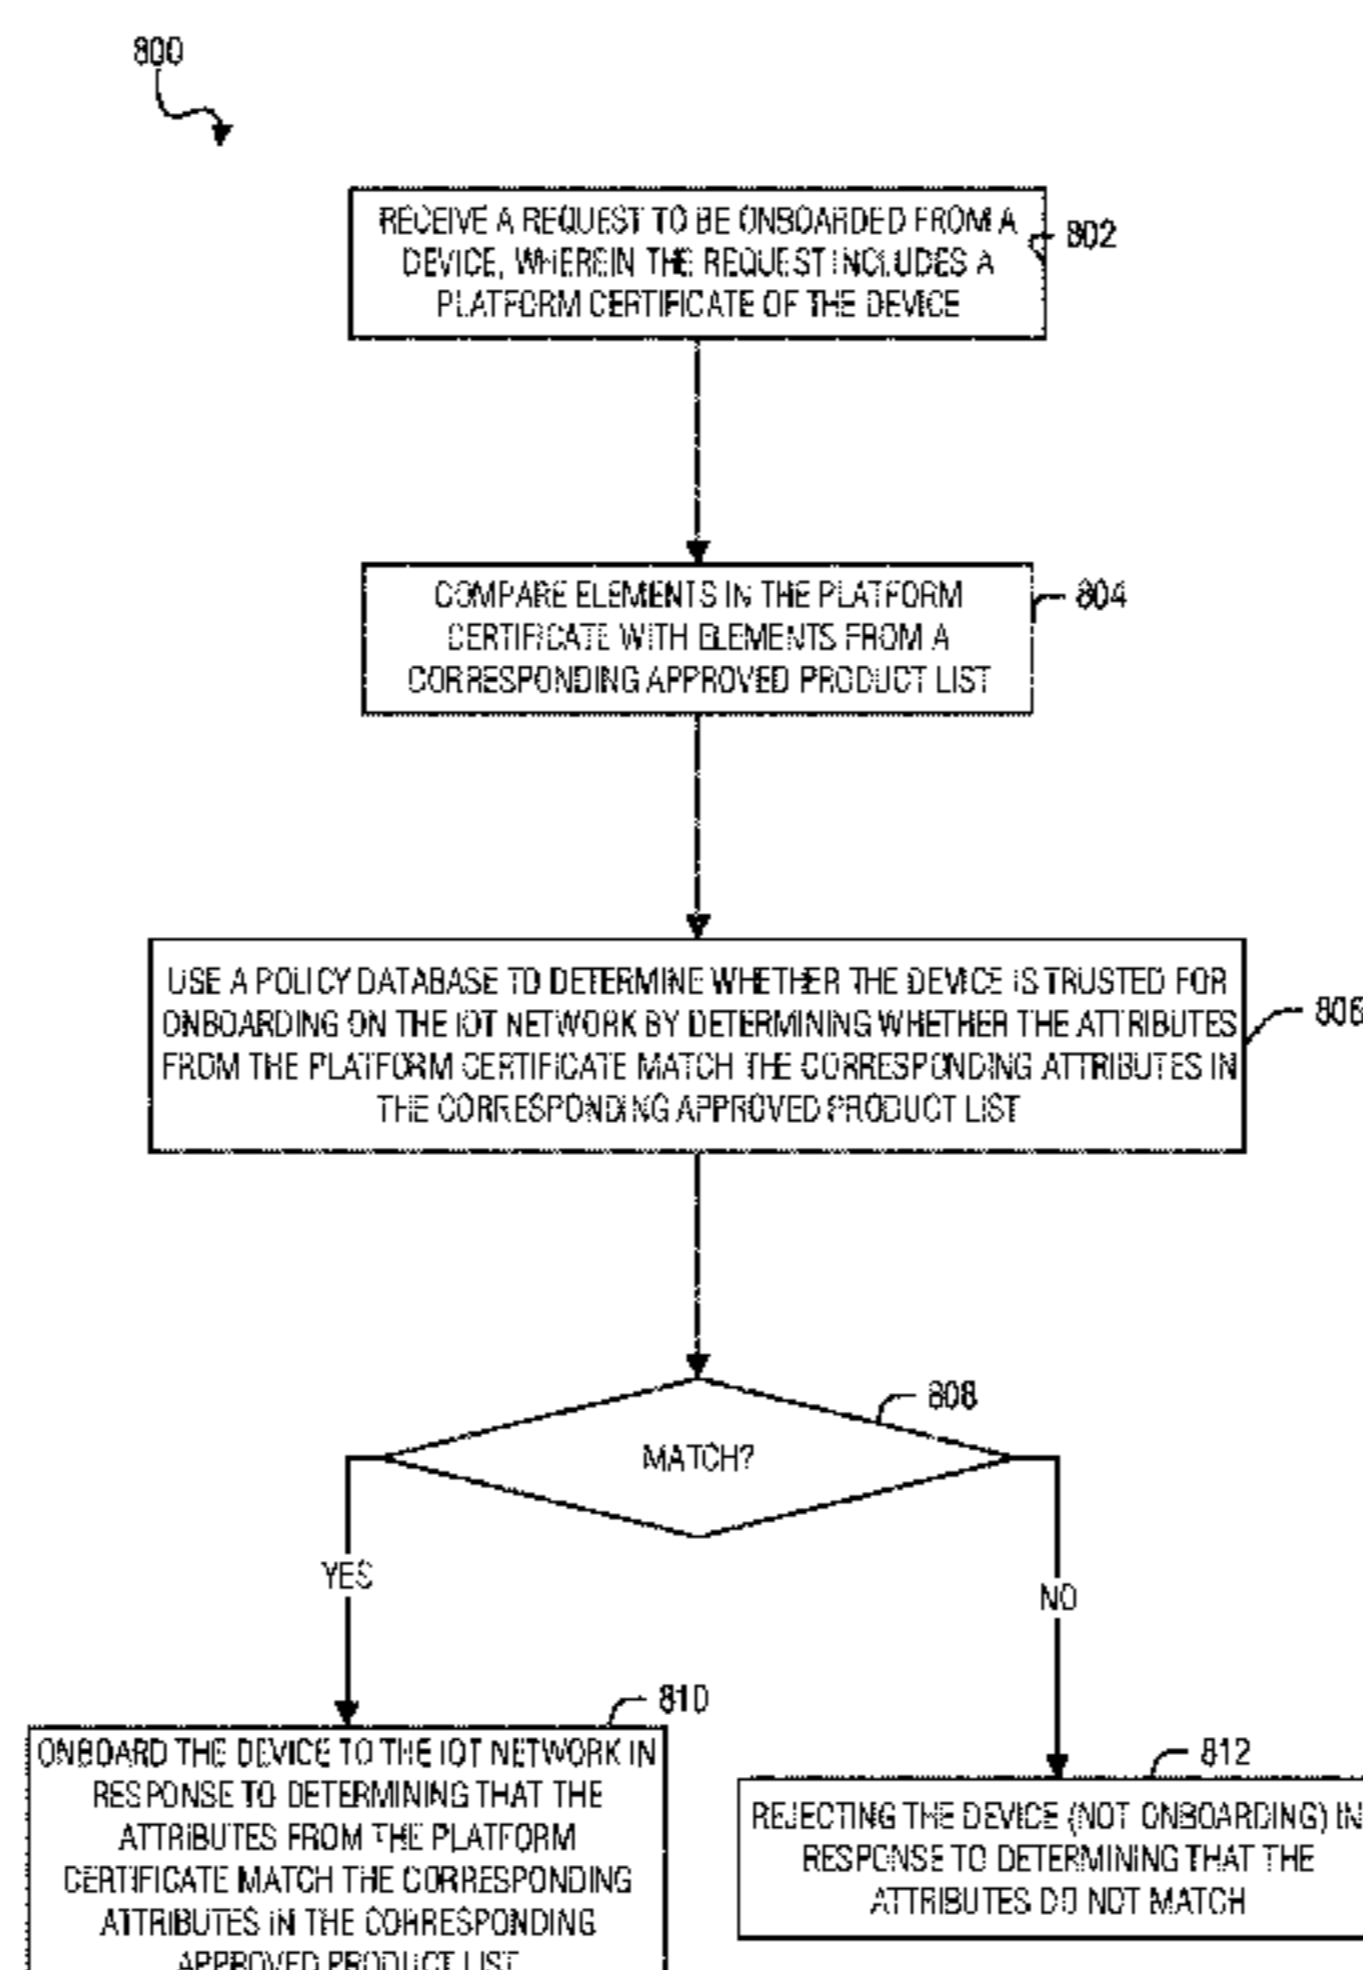 800
RECEIVE A REQUEST TO BE ONBOARDED FROM A
DEVICE, WHEREIN THE REQUEST INCLUDES A
PLATFORM CERTIFICATE OF THE DEVICE
802
COMPARE ELEMENTS IN THE PLATFORM
CERTIFICATE WITH ELEMENTS FROM A
CORRESPONDING APPROVED PRODUCT LIST
804
USE A POLICY DATABASE TO DETERMINE WHETHER THE DEVICE IS TRUSTED FOR
ONBOARDING ON THE IOT NETWORK BY DETERMINING WHETHER THE ATTRIBUTES
FROM THE PLATFORM CERTIFICATE MATCH THE CORRESPONDING ATTRIBUTES IN
THE CORRESPONDING APPROVED PRODUCT LIST
806
808
MATCH?
YES
NO
810
ONBOARD THE DEVICE TO THE IOT NETWORK IN
RESPONSE TO DETERMINING THAT THE
ATTRIBUTES FROM THE PLATFORM
CERTIFICATE MATCH THE CORRESPONDING
ATTRIBUTES IN THE CORRESPONDING
APPROVED PRODUCT LIST
812
REJECTING THE DEVICE (NOT ONBOARDING) IN
RESPONSE TO DETERMINING THAT THE
ATTRIBUTES DO NOT MATCH